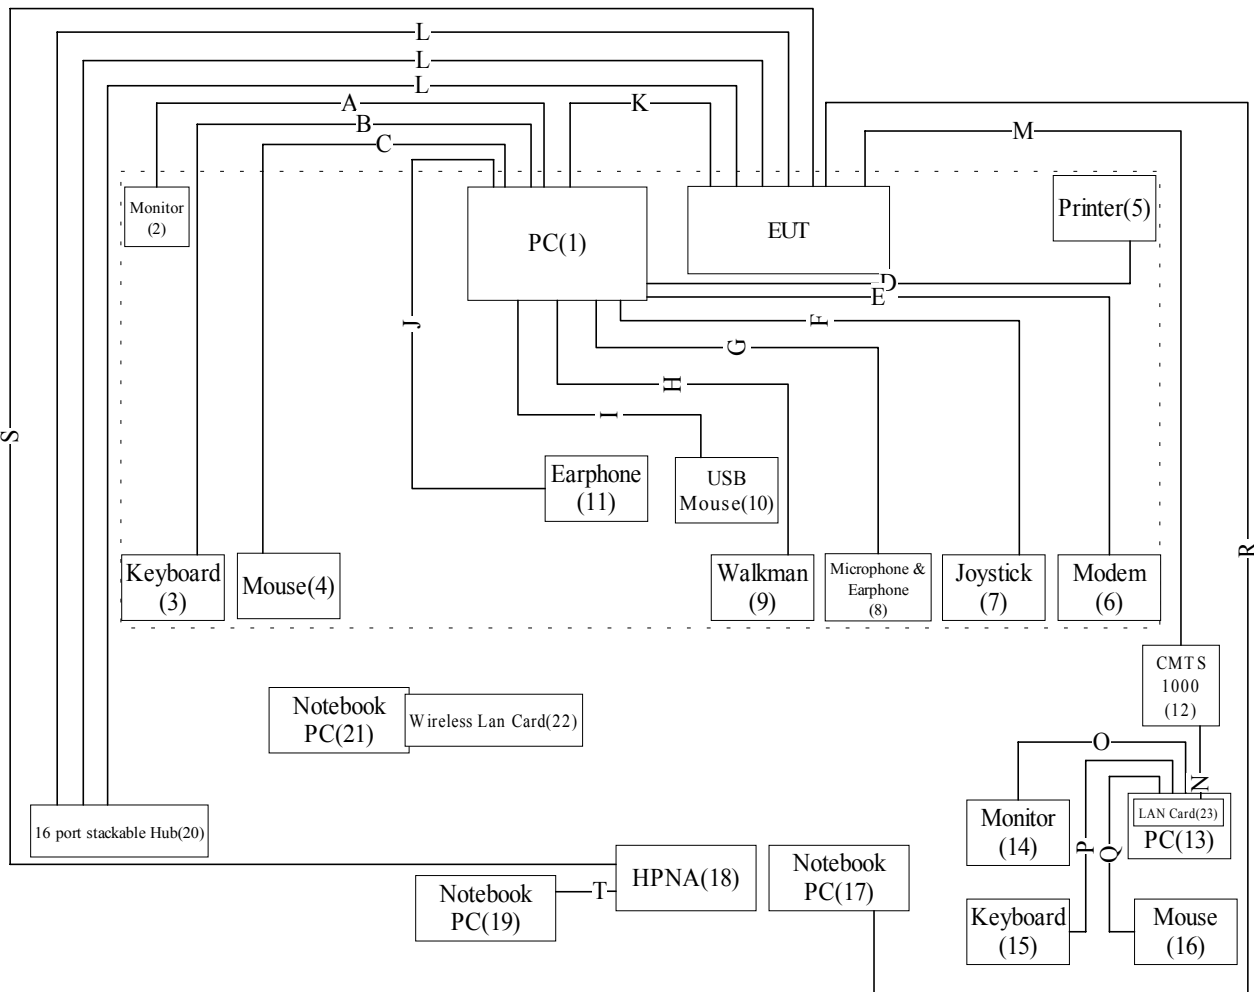 L
L
L
A
K
B
M
C
Monitor
(2)
PC(1)
EUT
Printer(5)
D
E
J
F
G
H
I
S
Earphone
(11)
USB
Mouse(10)
R
Keyboard
(3)
Mouse(4)
Walkman
(9)
Microphone &
Earphone
(8)
Joystick
(7)
Modem
(6)
CMTS
1000
(12)
Notebook
PC(21)
Wireless Lan Card(22)
O
N
16 port stackable Hub(20)
Monitor
(14)
P
Q
LAN Card(23)
PC(13)
Notebook
PC(19)
T
HPNA(18)
Notebook
PC(17)
Keyboard
(15)
Mouse
(16)